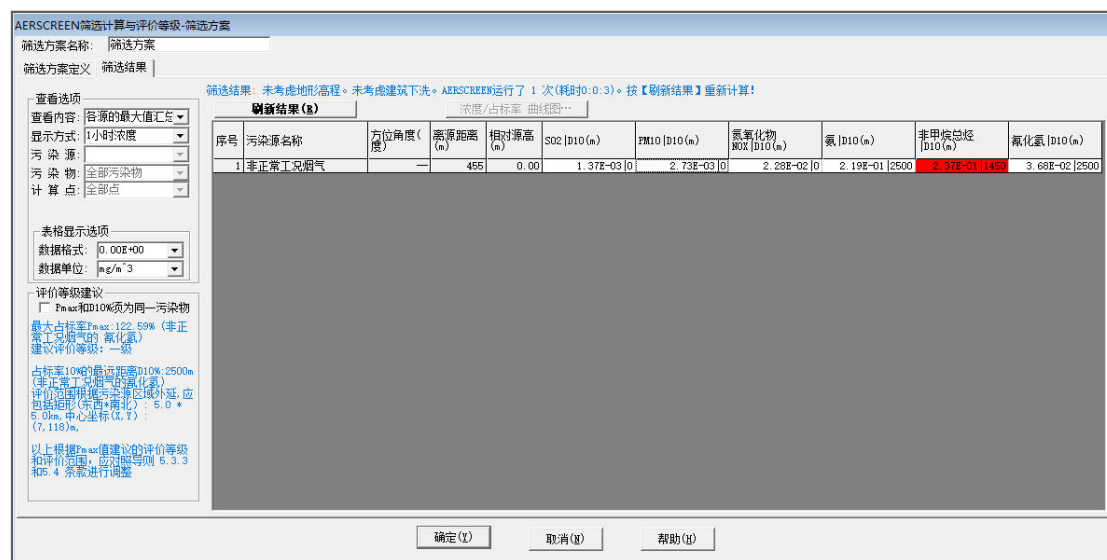 AERSCREEN筛选计算与评价等级-筛选方案
筛选方案名称: 筛选方案
筛选方案定义 筛选结果
筛选结果: 未考虑地形高程。未考虑建筑下洗。AERSCREEN运行了 1 次(耗时0:0:3)。按【刷新结果】重新计算!
查看选项
查看内容: 各源的最大值汇总
显示方式: 1小时浓度
污 染 源:
污 染 物: 全部污染物
计 算 点: 全部点
刷新结果(R) 浓度/占标率 曲线图…
序号 污染源名称 方位角度(度) 离源距离(m) 相对源高(m) SO2|D10(m) PM10|D10(m) 氮氧化物NOX|D10(m) 氨|D10(m) 非甲烷总烃|D10(m) 氰化氢|D10(m)
1 非正常工况烟气 — 455 0.00 1.37E-03|0 2.73E-03|0 2.28E-02|0 2.19E-01|2500 2.37E-01|1450 3.68E-02|2500
表格显示选项
数据格式: 0.00E+00
数据单位: mg/m^3
评价等级建议
Pmax和D10%须为同一污染物
最大占标率Pmax:122.59% (非正
常工况烟气的 氰化氢)
建议评价等级: 一级
占标率10%的最远距离D10%:2500m
(非正常工况烟气的氰化氢)
评价范围根据污染源区域外延,应
包括矩形(东西*南北): 5.0 *
5.0km,中心坐标(X,Y):
(7,118)m,
以上根据Pmax值建议的评价等级
和评价范围,应对照导则 5.3.3
和5.4 条款进行调整
确定(Y) 取消(N) 帮助(H)